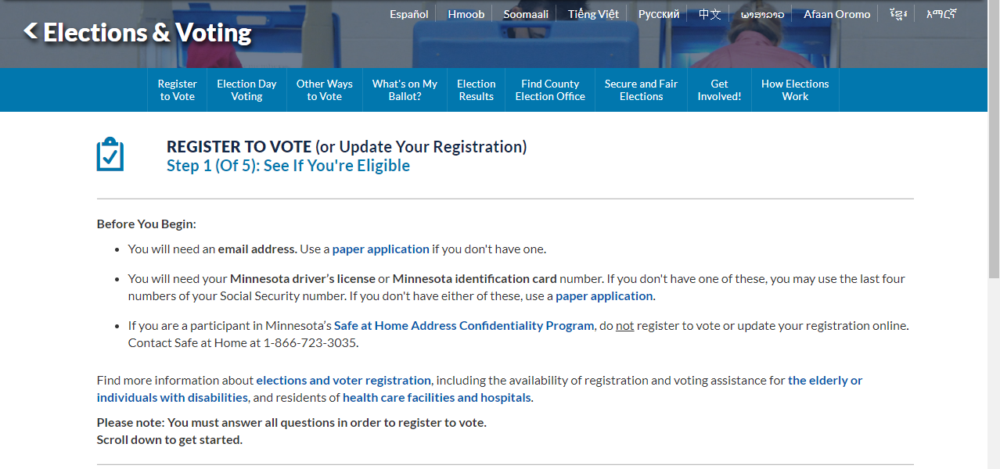 Español Hmoob Soomaali Tiếng Việt Русский 中文 ພາສາລາວ Afaan Oromo ខ្មែរ አማርኛ
Elections & Voting
Register to Vote
Election Day Voting
Other Ways to Vote
What's on My Ballot?
Election Results
Find County Election Office
Secure and Fair Elections
Get Involved!
How Elections Work
REGISTER TO VOTE (or Update Your Registration)
Step 1 (Of 5): See If You're Eligible
Before You Begin:
• You will need an email address. Use a paper application if you don't have one.
• You will need your Minnesota driver’s license or Minnesota identification card number. If you don't have one of these, you may use the last four
numbers of your Social Security number. If you don't have either of these, use a paper application.
• If you are a participant in Minnesota’s Safe at Home Address Confidentiality Program, do not register to vote or update your registration online.
Contact Safe at Home at 1-866-723-3035.
Find more information about elections and voter registration, including the availability of registration and voting assistance for the elderly or
individuals with disabilities, and residents of health care facilities and hospitals.
Please note: You must answer all questions in order to register to vote.
Scroll down to get started.